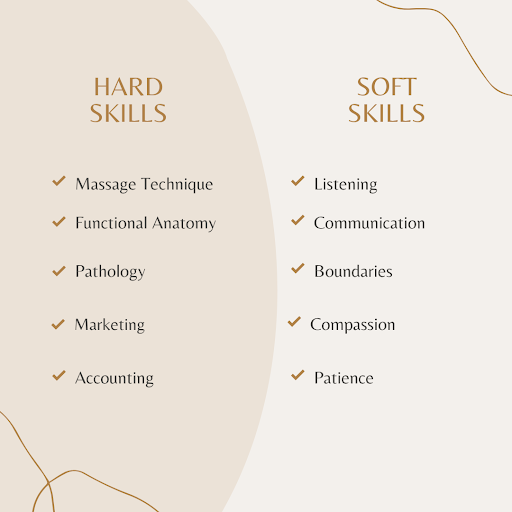 HARD
SKILLS
Massage Technique
Functional Anatomy
Pathology
Marketing
Accounting
SOFT
SKILLS
Listening
Communication
Boundaries
Compassion
Patience